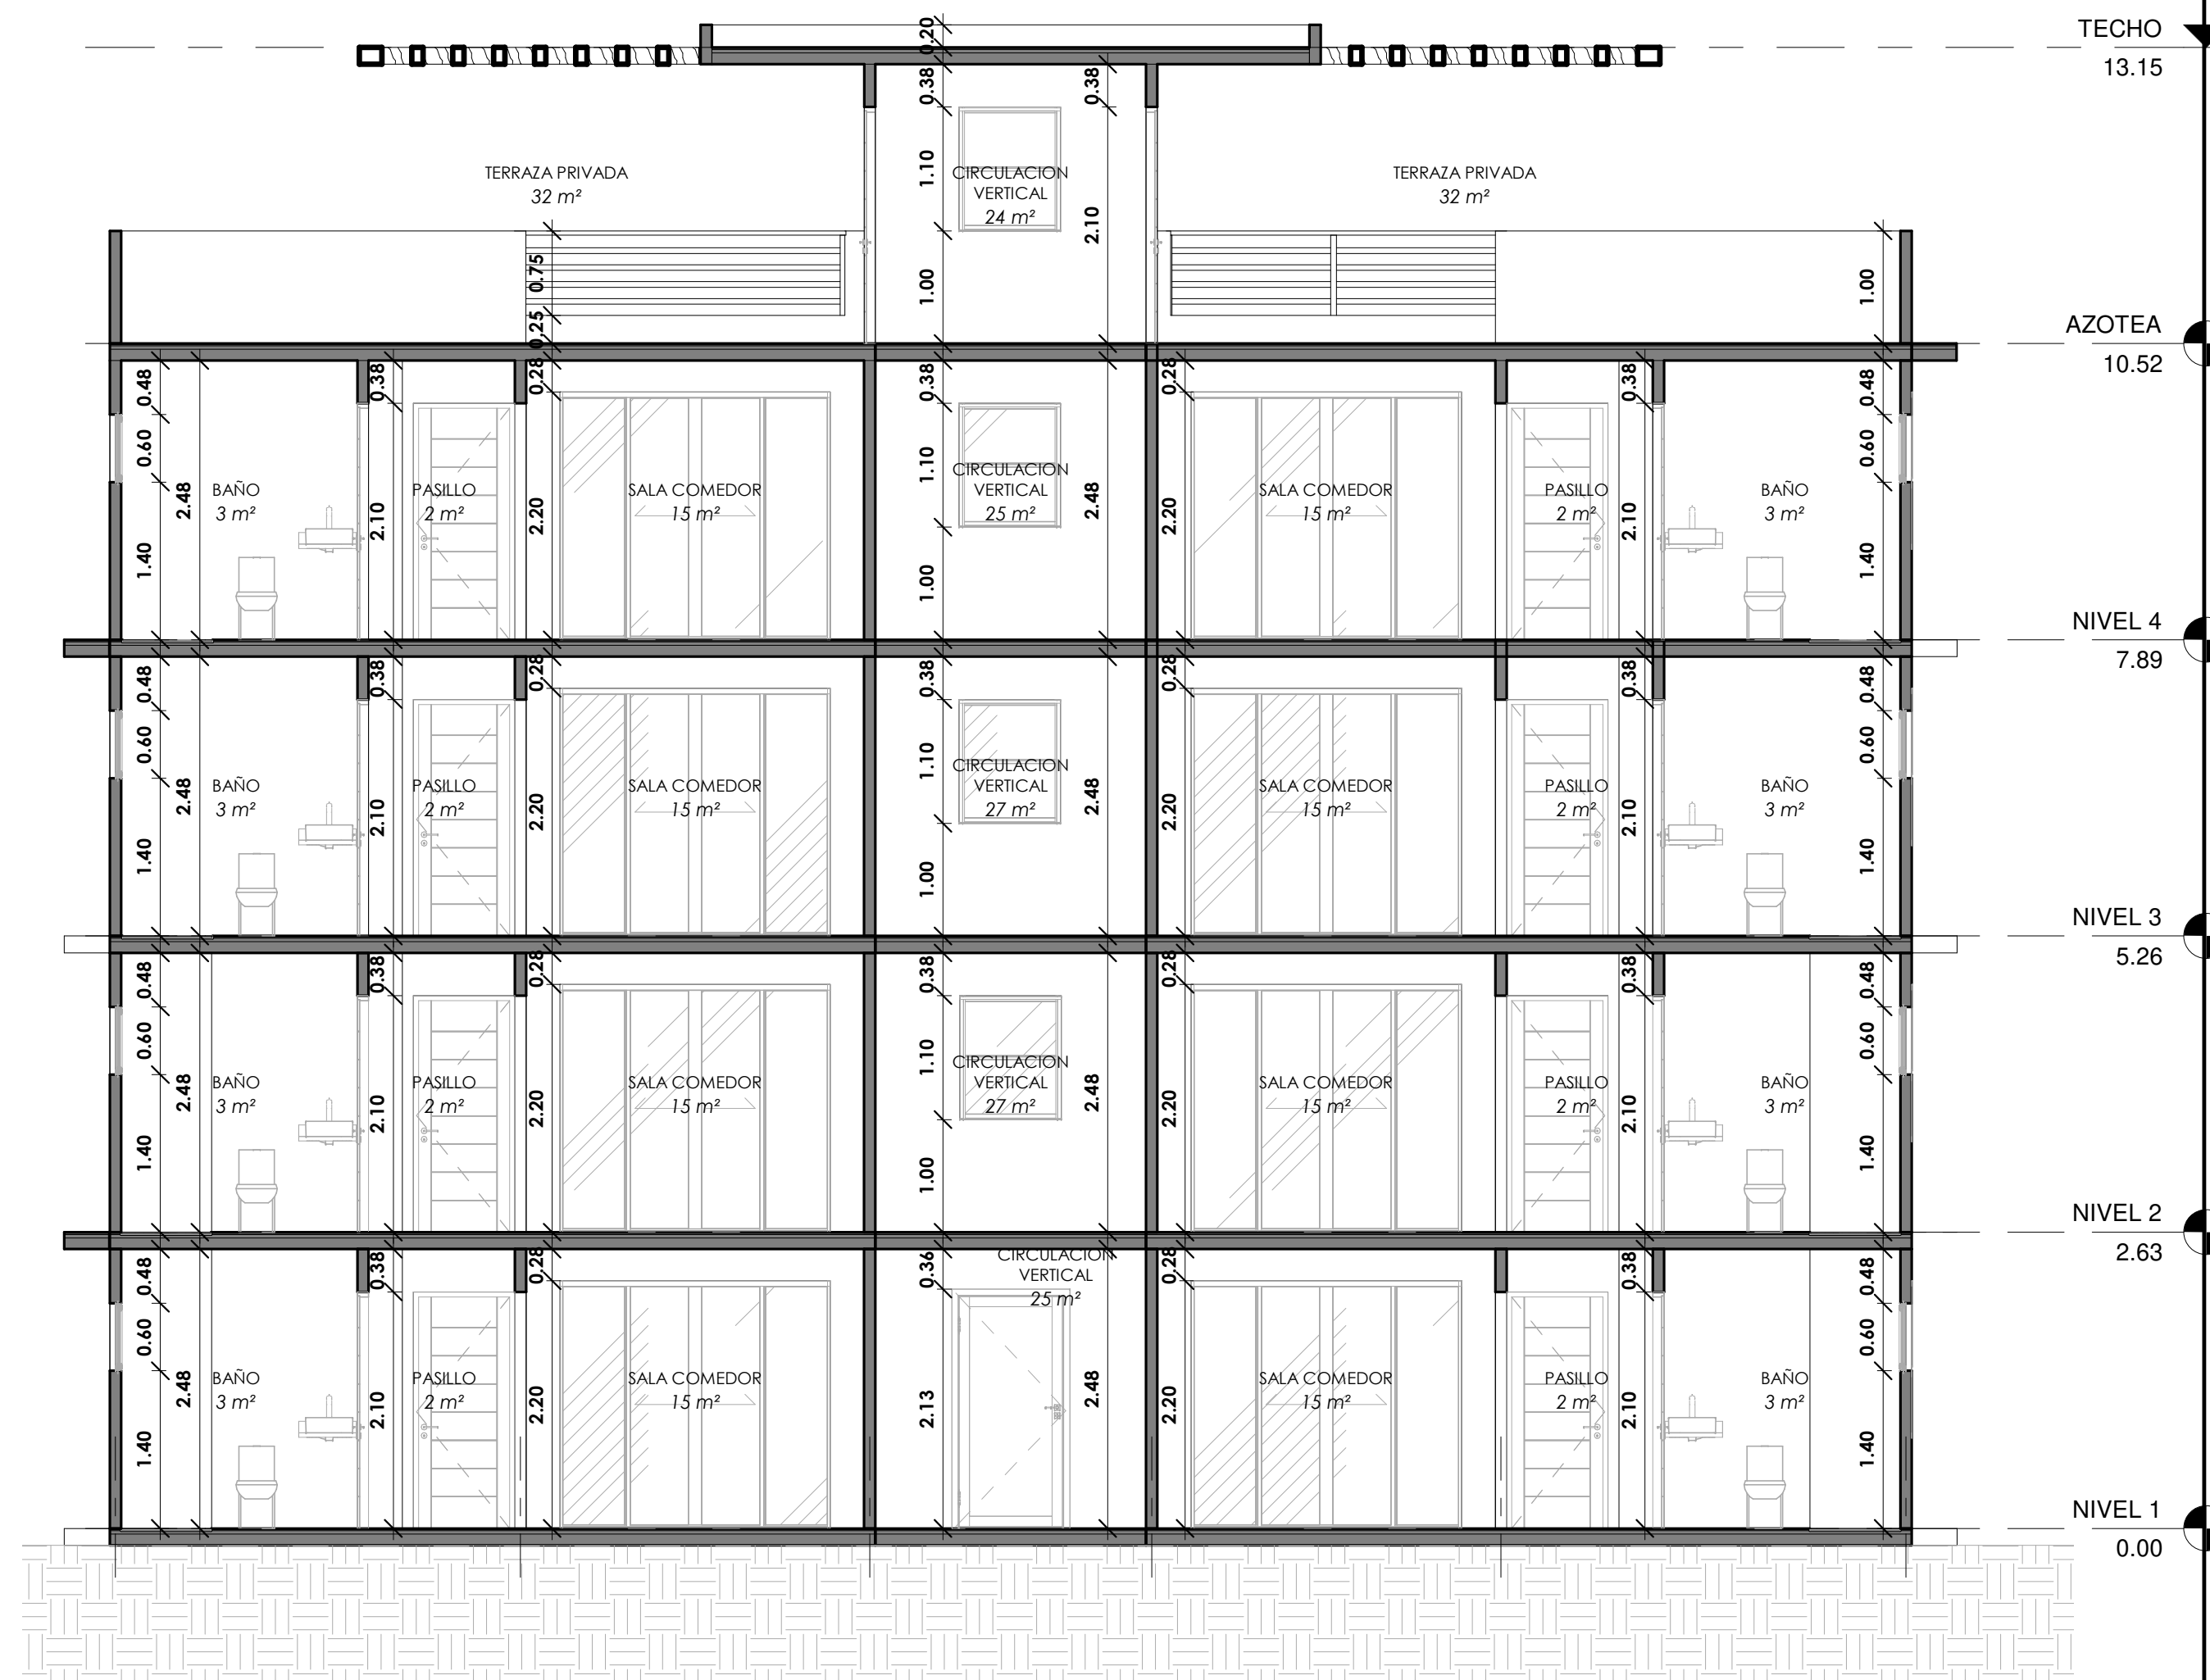 TECHO
13.15
0.20
0.38
0.38
TERRAZA PRIVADA
32 m²
1.10
CIRCULACION
VERTICAL
24 m²
2.10
TERRAZA PRIVADA
32 m²
0.75
0.25
1.00
1.00
AZOTEA
10.52
0.48
0.38
0.28
0.38
0.28
0.38
0.48
0.60
2.48
BAÑO
3 m²
2.10
PASILLO
2 m²
2.20
SALA COMEDOR
15 m²
1.10
CIRCULACION
VERTICAL
25 m²
2.48
2.20
SALA COMEDOR
15 m²
PASILLO
2 m²
2.10
BAÑO
3 m²
0.60
1.40
1.00
1.40
NIVEL 4
7.89
0.48
0.38
0.28
0.38
0.28
0.38
0.48
0.60
2.48
BAÑO
3 m²
2.10
PASILLO
2 m²
2.20
SALA COMEDOR
15 m²
1.10
CIRCULACION
VERTICAL
27 m²
2.48
2.20
SALA COMEDOR
15 m²
PASILLO
2 m²
2.10
BAÑO
3 m²
0.60
1.40
1.00
1.40
NIVEL 3
5.26
0.48
0.38
0.28
0.38
0.28
0.38
0.48
0.60
2.48
BAÑO
3 m²
2.10
PASILLO
2 m²
2.20
SALA COMEDOR
15 m²
1.10
CIRCULACION
VERTICAL
27 m²
2.48
2.20
SALA COMEDOR
15 m²
PASILLO
2 m²
2.10
BAÑO
3 m²
0.60
1.40
1.00
1.40
NIVEL 2
2.63
0.48
0.38
0.28
0.36
CIRCULACION
VERTICAL
25 m²
0.28
0.38
0.48
0.60
2.48
BAÑO
3 m²
2.10
PASILLO
2 m²
2.20
SALA COMEDOR
15 m²
2.13
2.48
2.20
SALA COMEDOR
15 m²
PASILLO
2 m²
2.10
BAÑO
3 m²
0.60
1.40
1.40
NIVEL 1
0.00